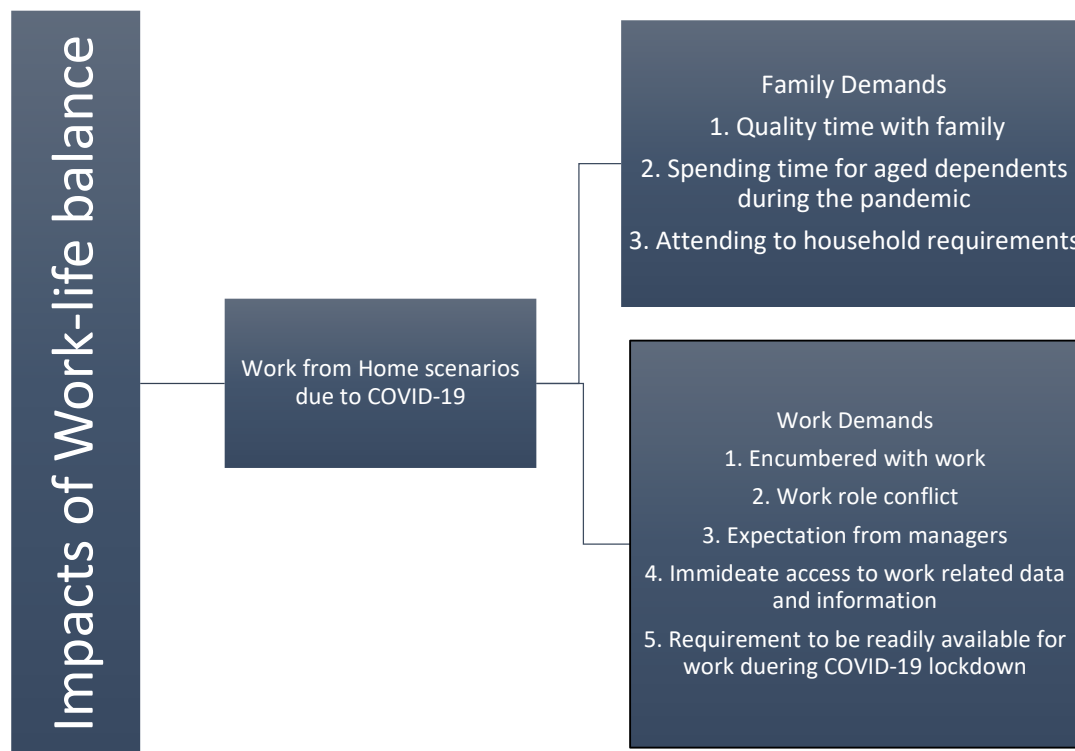 Impacts of Work-life balance
Work from Home scenarios
due to COVID-19
Family Demands
1. Quality time with family
2. Spending time for aged dependents
during the pandemic
3. Attending to household requirements
Work Demands
1. Encumbered with work
2. Work role conflict
3. Expectation from managers
4. Immideate access to work related data
and information
5. Requirement to be readily available for
work duering COVID-19 lockdown